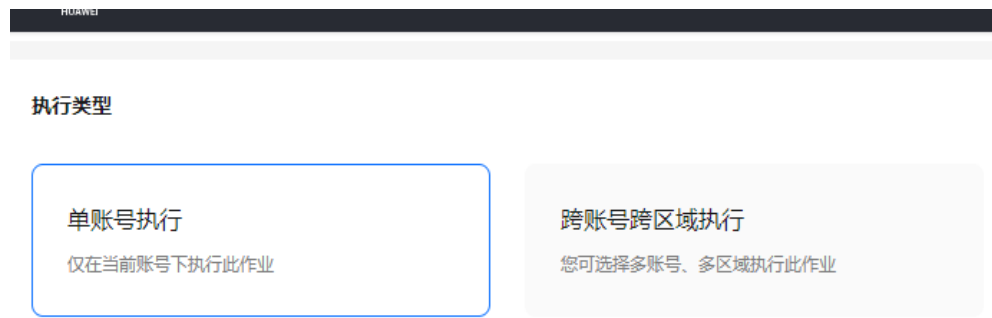 HUAWEI
执行类型
单账号执行
跨账号跨区域执行
仅在当前账号下执行此作业
您可选择多账号、多区域执行此作业